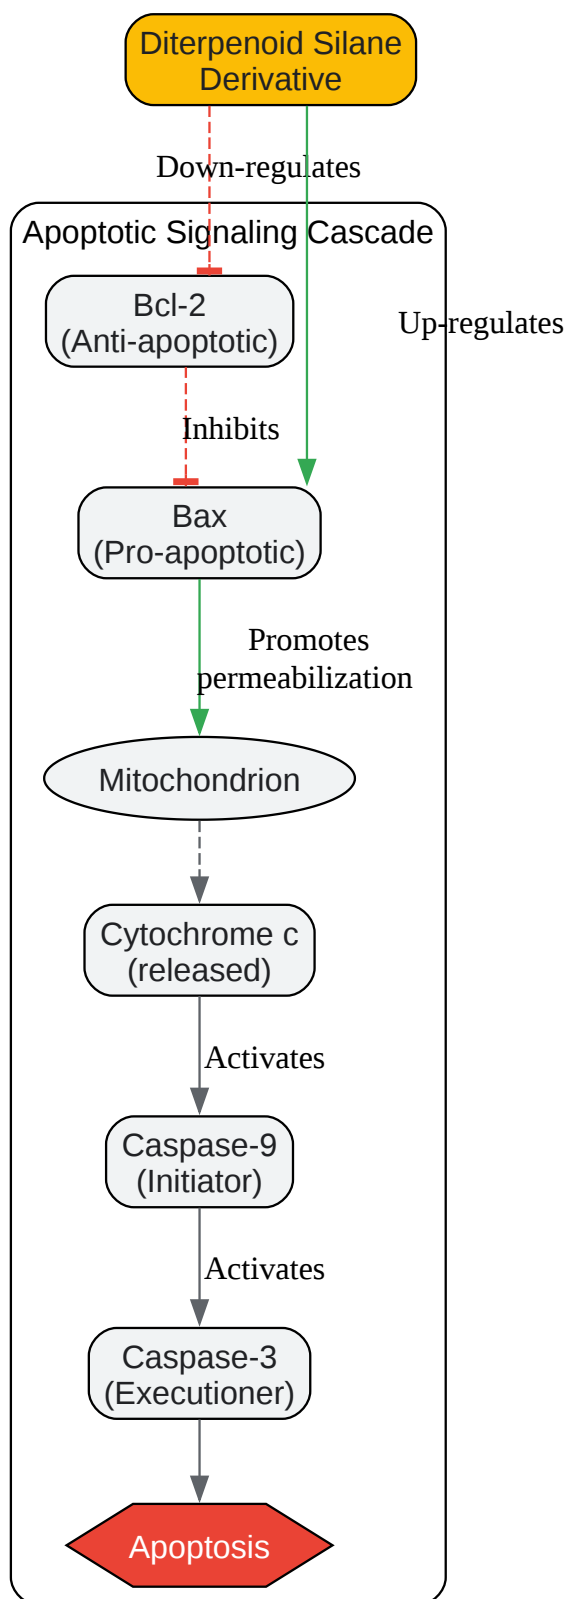 Diterpenoid Silane
Derivative
Down-regulates
Apoptotic Signaling Cascade
Bcl-2
(Anti-apoptotic)
Up-regulates
Inhibits
Bax
(Pro-apoptotic)
Promotes
permeabilization
Mitochondrion
Cytochrome c
(released)
Activates
Caspase-9
(Initiator)
Activates
Caspase-3
(Executioner)
Apoptosis